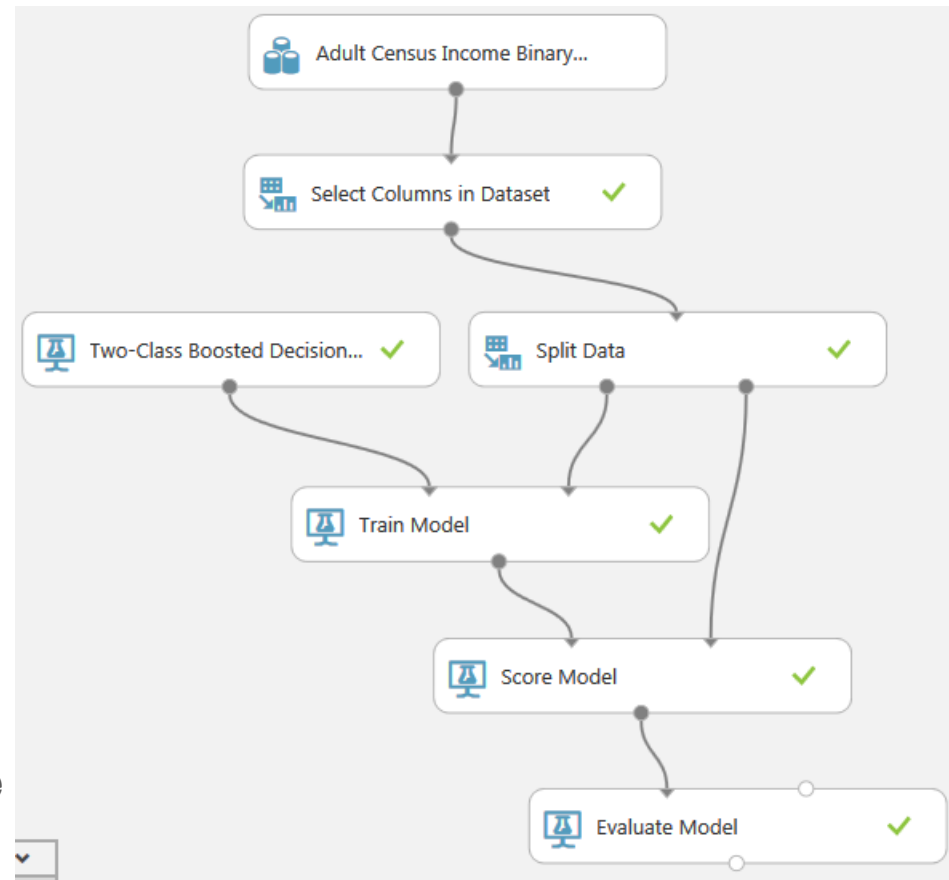 Adult Census Income Binary...
Select Columns in Dataset
Two-Class Boosted Decision...
Split Data
Train Model
Score Model
Evaluate Model